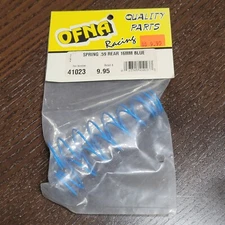 OFNA
Racing
QUALITY
PARTS
SPRING .50 REAR 16MM BLUE
41023 9.95